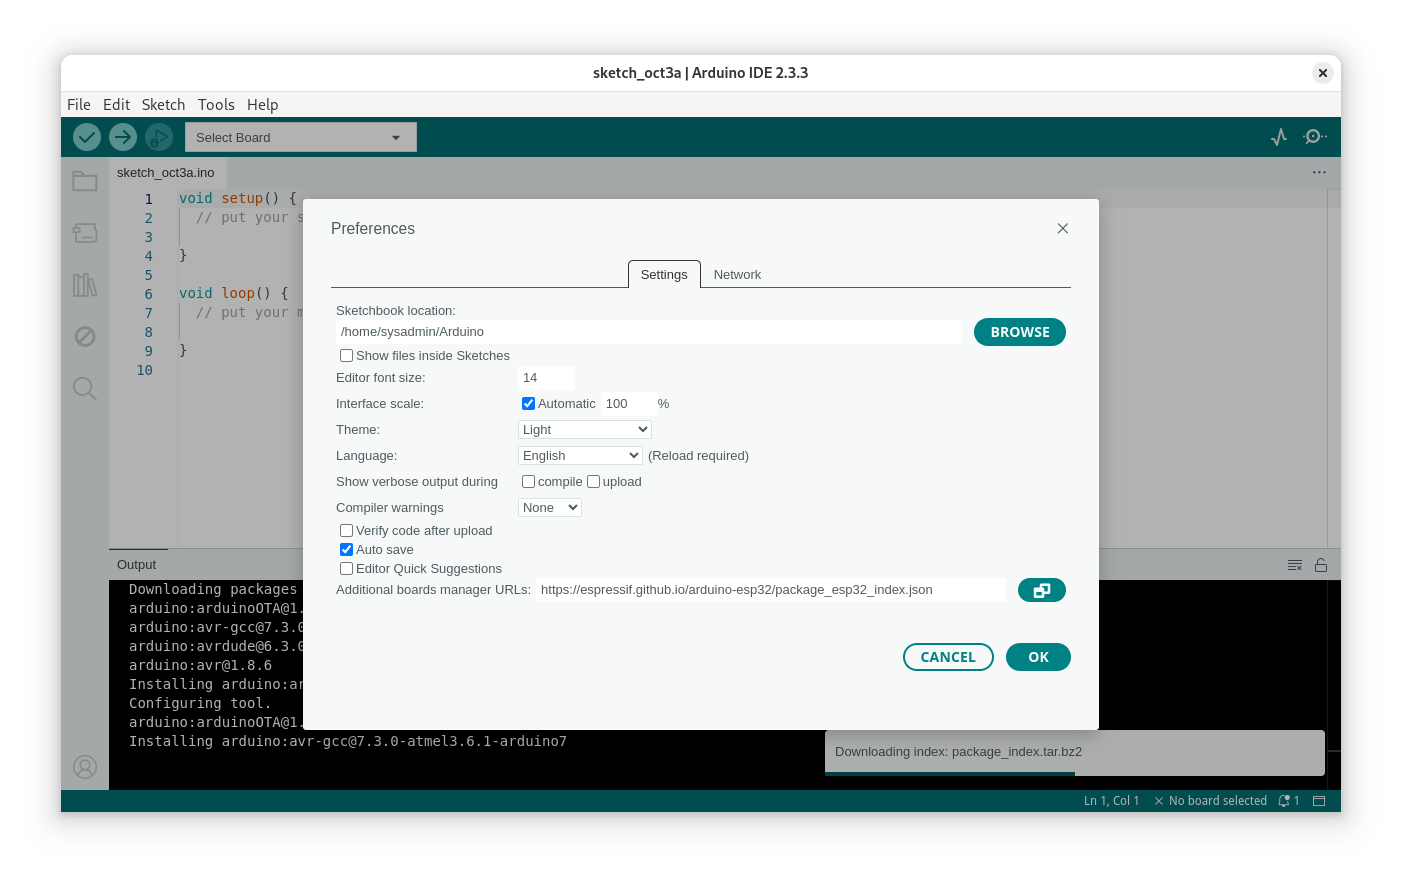 sketch_oct3a | Arduino IDE 2.3.3
File Edit Sketch Tools Help
Select Board
sketch_oct3a.ino
1 void setup() {
2 // put your s
3
4 }
5
6 void loop() {
7 // put your m
8
9 }
10
Preferences
Settings Network
Sketchbook location:
/home/sysadmin/Arduino BROWSE
Show files inside Sketches
Editor font size: 14
Interface scale: Automatic 100 %
Theme: Light
Language: English (Reload required)
Show verbose output during compile upload
Compiler warnings None
Verify code after upload
Auto save
Editor Quick Suggestions
Additional boards manager URLs: https://espressif.github.io/arduino-esp32/package_esp32_index.json
CANCEL OK
Output
Downloading packages
arduino:arduinoOTA@1.
arduino:avr-gcc@7.3.0
arduino:avrdude@6.3.0
arduino:avr@1.8.6
Installing arduino:ar
Configuring tool.
arduino:arduinoOTA@1.
Installing arduino:avr-gcc@7.3.0-atmel3.6.1-arduino7
Downloading index: package_index.tar.bz2
Ln 1, Col 1 No board selected 1